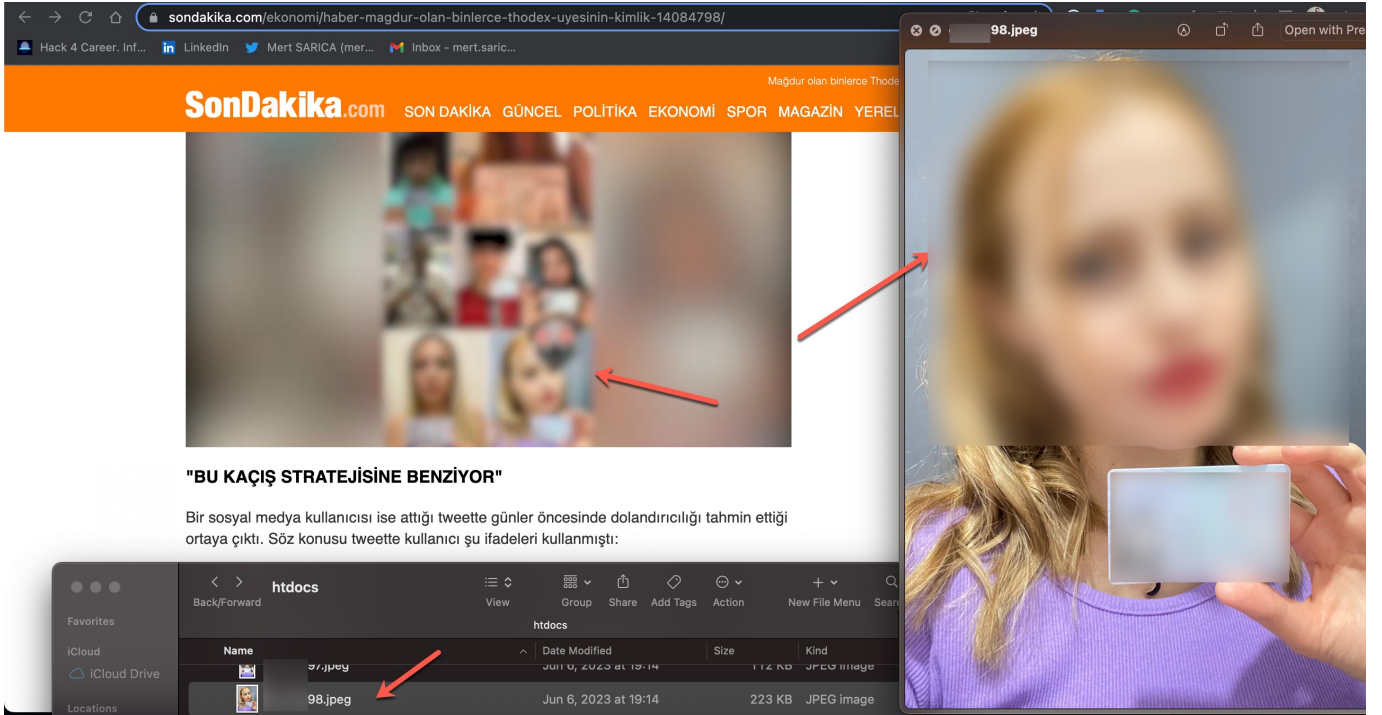 sondakika.com/ekonomi/haber-magdur-olan-binlerce-thodex-uyesinin-kimlik-14084798/
Hack 4 Career. Inf... LinkedIn Mert SARICA (mer... Inbox - mert.saric...
98.jpeg Open with Pre
Mağdur olan binlerce Thode
SonDakika.com SON DAKİKA GÜNCEL POLİTİKA EKONOMİ SPOR MAGAZİN YEREL
"BU KAÇIŞ STRATEJİSİNE BENZİYOR"
Bir sosyal medya kullanıcısı ise attığı tweette günler öncesinde dolandırıcılığı tahmin ettiği
ortaya çıktı. Söz konusu tweette kullanıcı şu ifadeleri kullanmıştı:
htdocs
Back/Forward View Group Share Add Tags Action New File Menu Sear
Favorites
htdocs
iCloud
Name Date Modified Size Kind
iCloud Drive
97.jpeg Jun 6, 2023 at 19:14 112 KB JPEG image
98.jpeg Jun 6, 2023 at 19:14 223 KB JPEG image
Locations